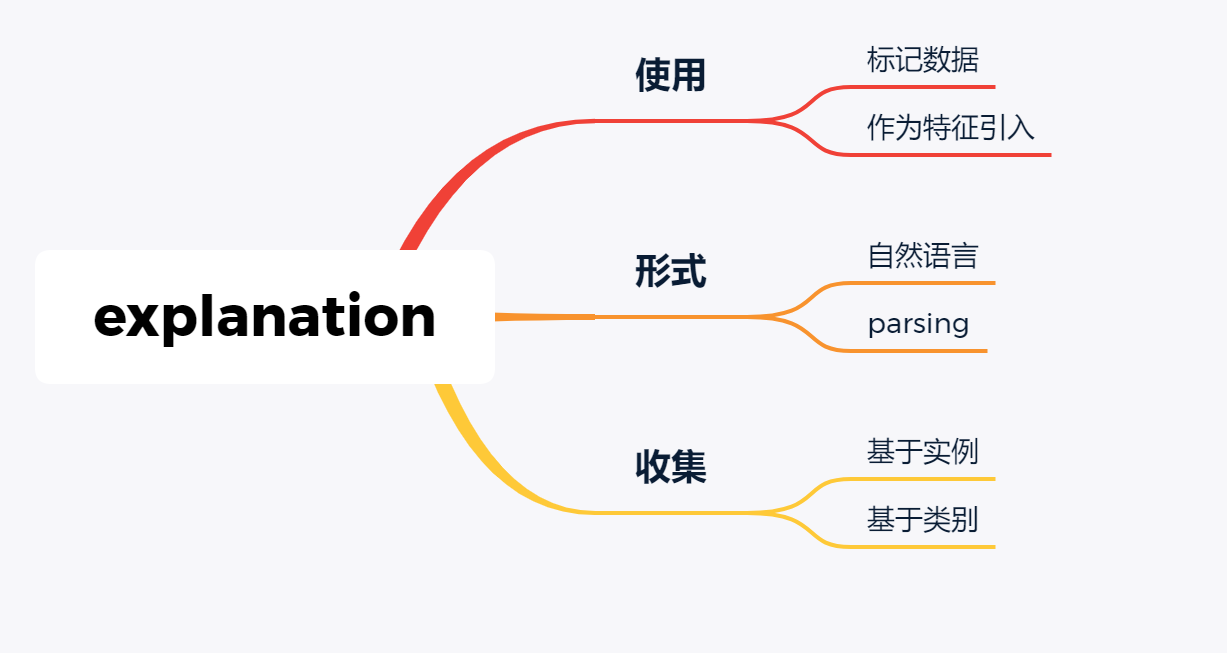 explanation
使用
标记数据
作为特征引入
形式
自然语言
parsing
收集
基于实例
基于类别